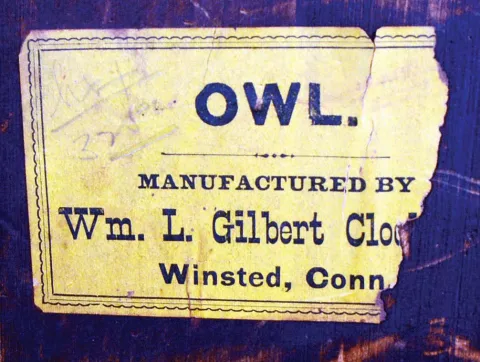 OWL.
MANUFACTURED BY
Wm. L. Gilbert Cloc
Winsted, Conn.